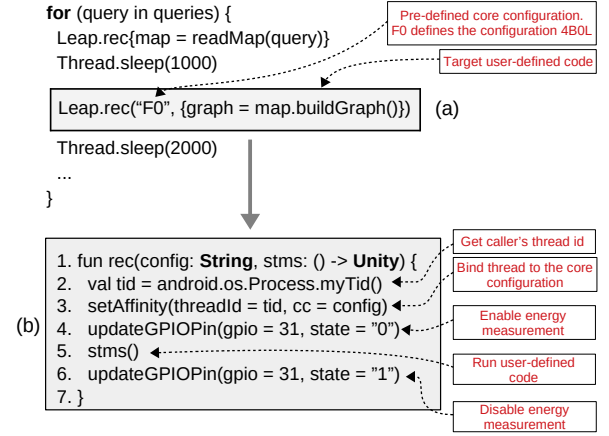 for (query in queries) {
Leap.rec{map = readMap(query)}
Thread.sleep(1000)
Pre-defined core configuration.
F0 defines the configuration 4B0L
Target user-defined code
Leap.rec(“F0”, {graph = map.buildGraph()})
(a)
Thread.sleep(2000)
...
}
(b)
1. fun rec(config: String, stms: () -> Unity) {
2. val tid = android.os.Process.myTid()
3. setAffinity(threadId = tid, cc = config)
4. updateGPIOPin(gpio = 31, state = ”0”)
5. stms()
6. updateGPIOPin(gpio = 31, state = ”1”)
7. }
Get caller’s thread id
Bind thread to the core
configuration
Enable energy
measurement
Run user-defined
code
Disable energy
measurement